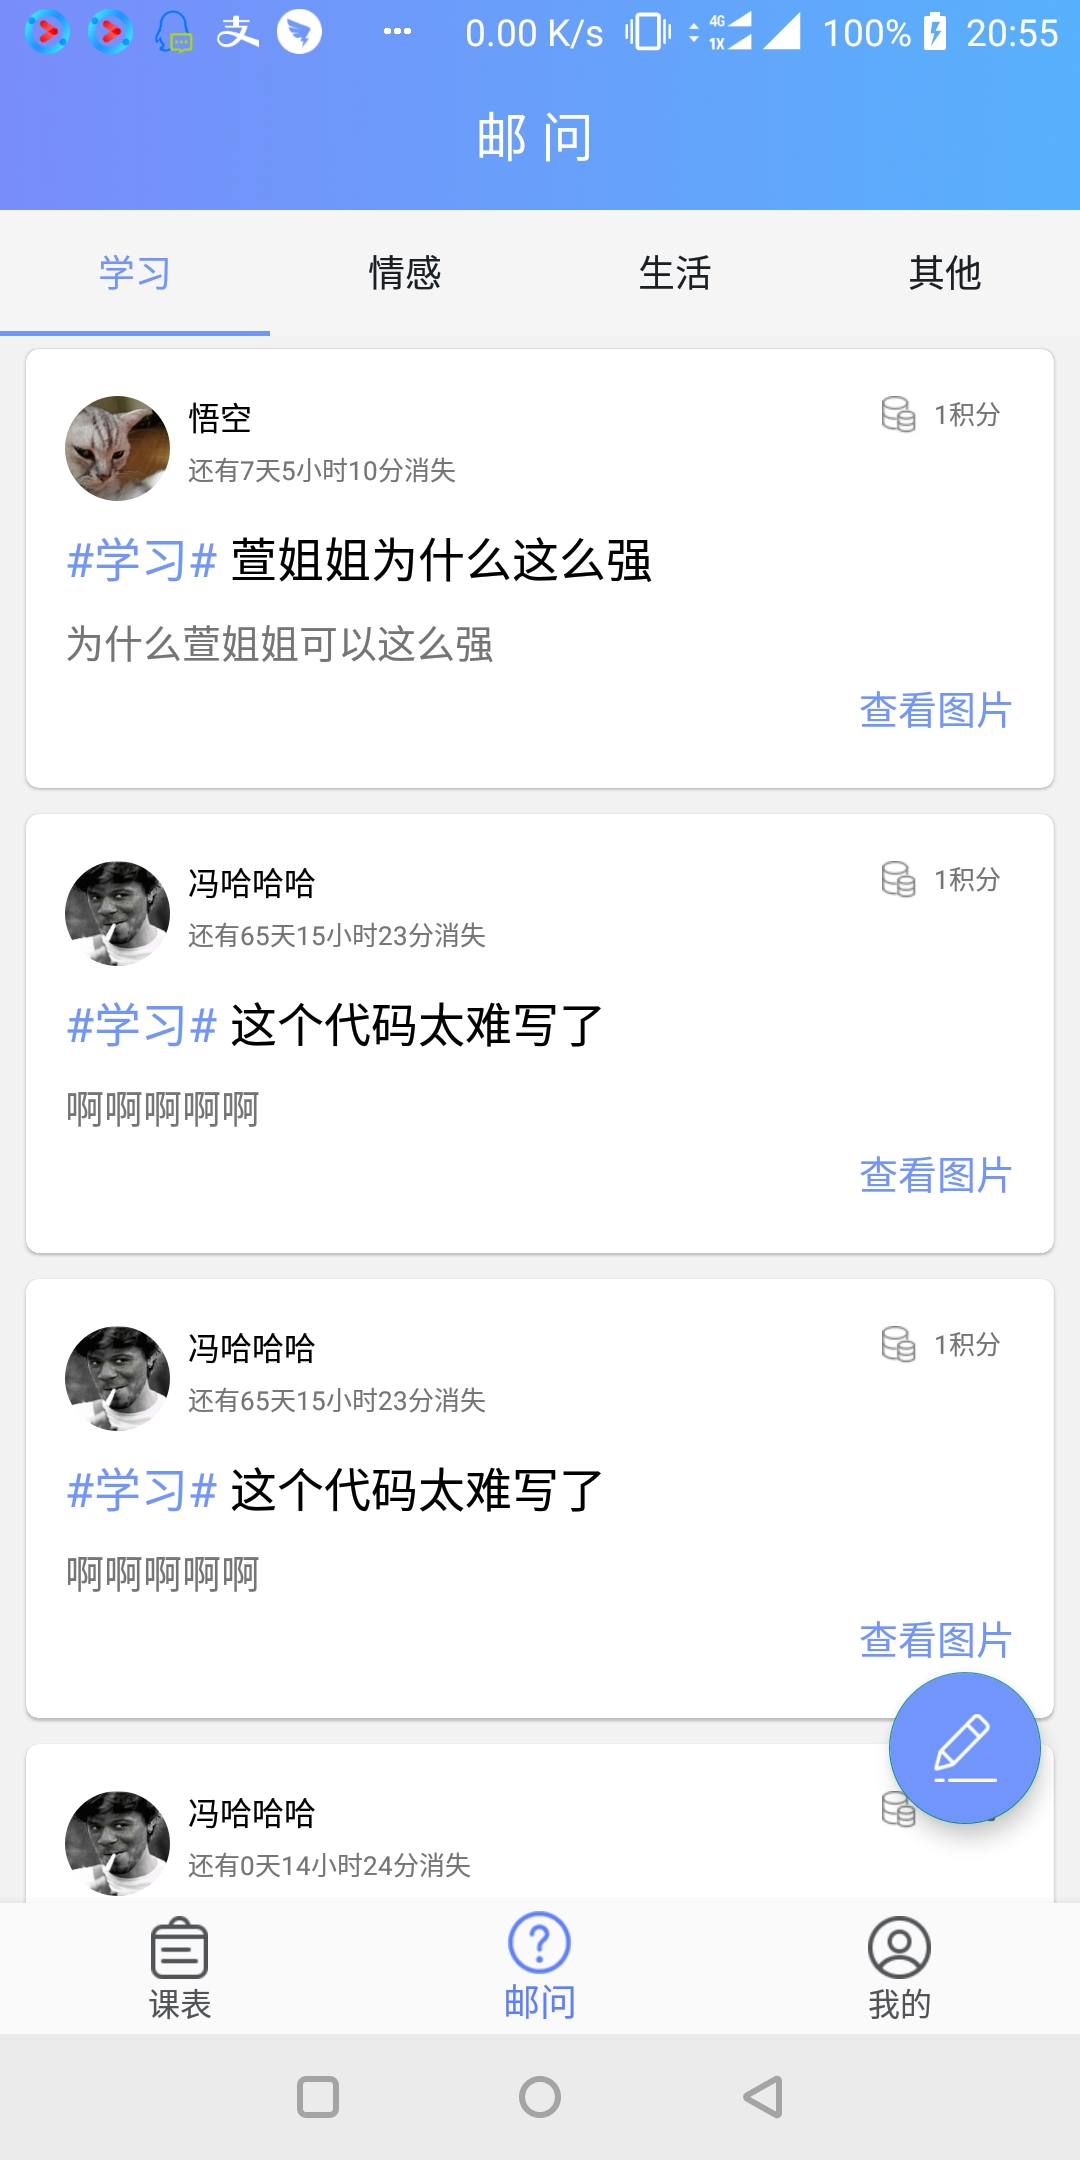 0.00 K/s 4G 1X 100% 20:55
邮问
学习 情感 生活 其他
悟空 1积分
还有7天5小时10分消失
#学习# 萱姐姐为什么这么强
为什么萱姐姐可以这么强
查看图片
冯哈哈哈 1积分
还有65天15小时23分消失
#学习# 这个代码太难写了
啊啊啊啊啊
查看图片
冯哈哈哈 1积分
还有65天15小时23分消失
#学习# 这个代码太难写了
啊啊啊啊啊
查看图片
冯哈哈哈
还有0天14小时24分消失
课表 邮问 我的